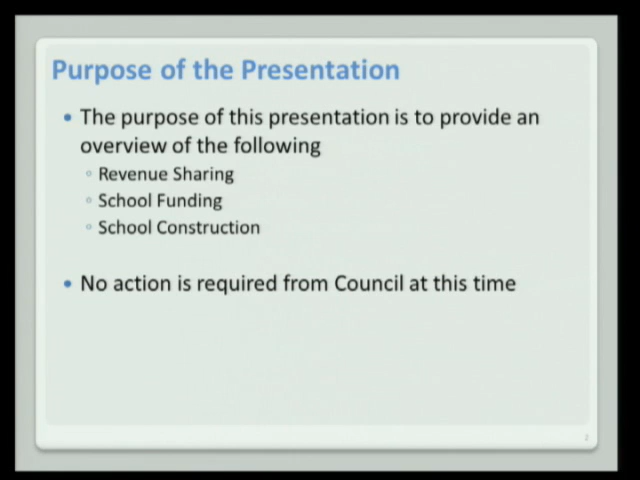 Purpose of the Presentation
• The purpose of this presentation is to provide an
overview of the following
◦ Revenue Sharing
◦ School Funding
◦ School Construction
• No action is required from Council at this time
2